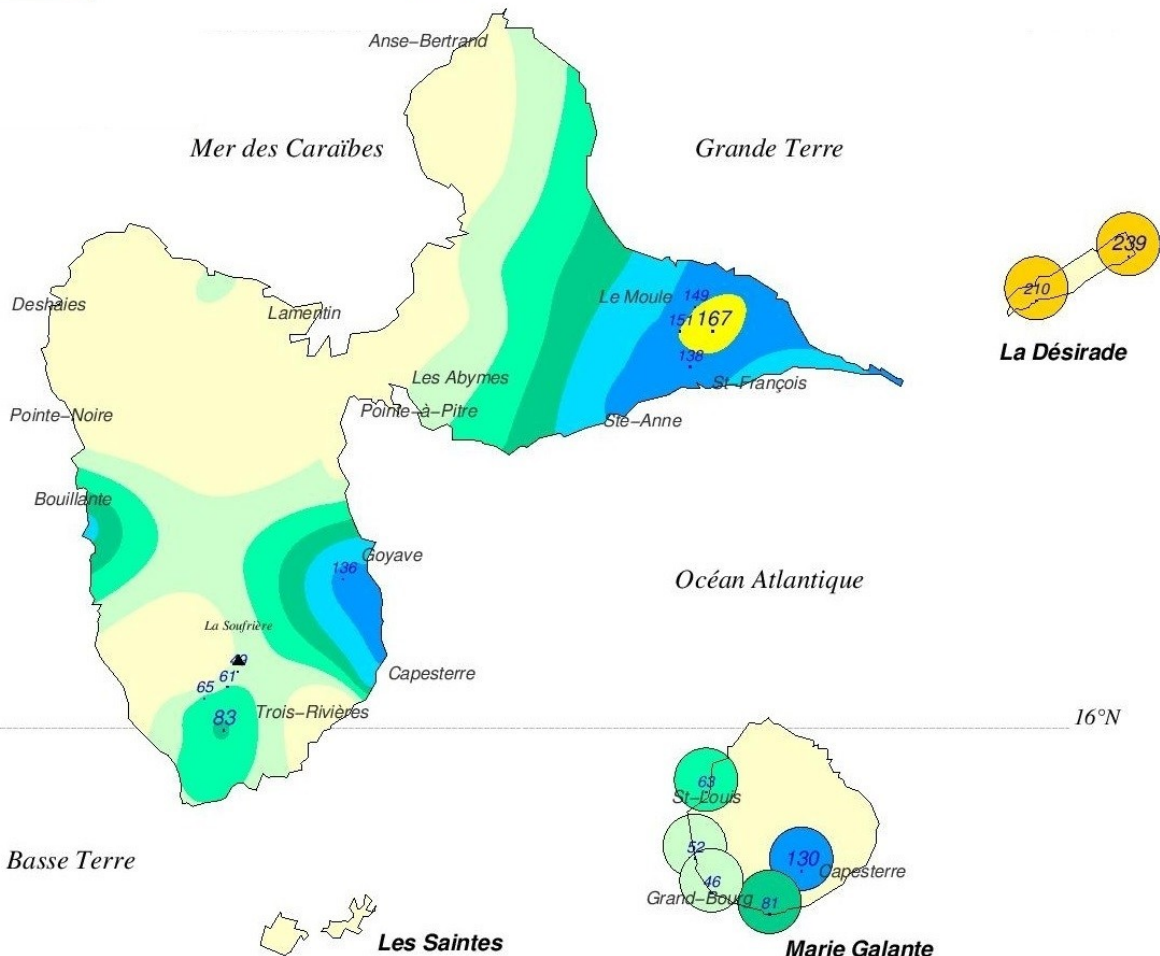 Anse−Bertrand
Mer des Caraïbes
Grande Terre
239
210
Deshaies
Lamentin
Le Moule
149
151
167
138
La Désirade
Les Abymes
St−François
Pointe−Noire
Pointe−à−Pitre
Ste−Anne
Bouillante
Goyave
136
Océan Atlantique
La Soufrière
49
61
65
Capesterre
83
Trois−Rivières
16°N
63
St−Louis
52
130
Capesterre
46
Grand−Bourg
81
Basse Terre
Les Saintes
Marie Galante